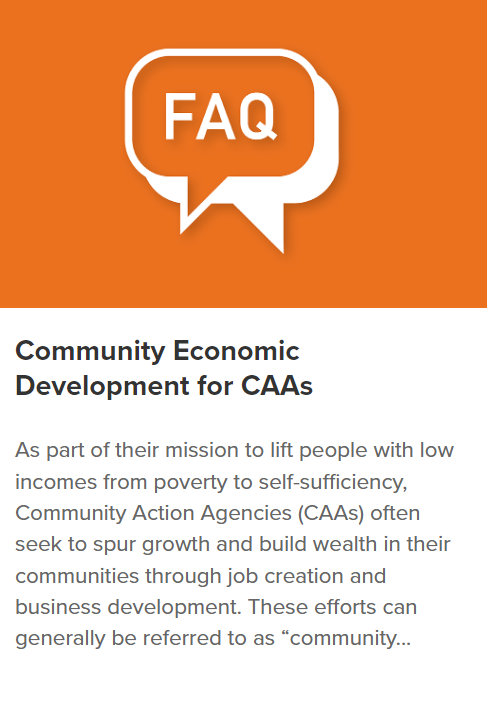 FAQ
Community Economic
Development for CAAs
As part of their mission to lift people with low
incomes from poverty to self-sufficiency,
Community Action Agencies (CAAs) often
seek to spur growth and build wealth in their
communities through job creation and
business development. These efforts can
generally be referred to as “community...